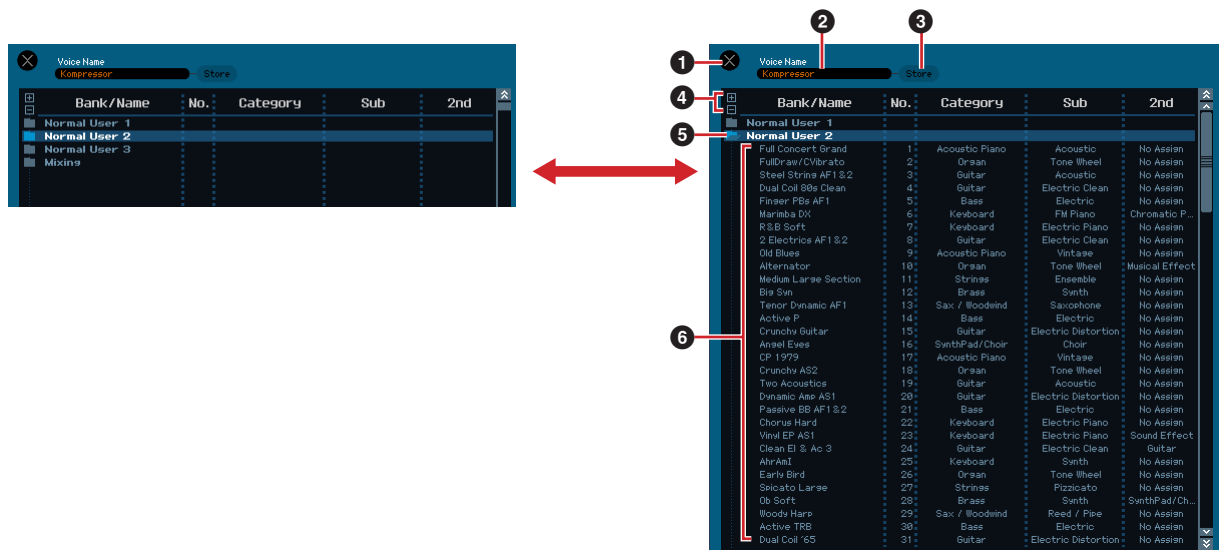 2 3
Voice Name
Kompressor Store
Bank/Name No. Category Sub 2nd
Normal User 1
Normal User 2
Normal User 3
Mixing
1 Voice Name
Kompressor Store
4 Bank/Name No. Category Sub 2nd
Normal User 1
5 Normal User 2
Full Concert Grand 1 Acoustic Piano Acoustic No Assign
FullDraw/CVibrato 2 Organ Tone Wheel No Assign
Steel String AF1&2 3 Guitar Acoustic No Assign
Dual Coil 80s Clean 4 Guitar Electric Clean No Assign
Finger PBs AF1 5 Bass Electric No Assign
Marimba DX 6 Keyboard FM Piano Chromatic P...
R&B Soft 7 Keyboard Electric Piano No Assign
2 Electrics AF1&2 8 Guitar Electric Clean No Assign
Old Blues 9 Acoustic Piano Vintage No Assign
Alternator 10 Organ Tone Wheel Musical Effect
Medium Large Section 11 Strings Ensemble No Assign
Big Syn 12 Brass Synth No Assign
Tenor Dynamic AF1 13 Sax / Woodwind Saxophone No Assign
Active P 14 Bass Electric No Assign
6 Crunchy Guitar 15 Guitar Electric Distortion No Assign
Angel Eyes 16 SynthPad/Choir Choir No Assign
CP 1979 17 Acoustic Piano Vintage No Assign
Crunchy AS2 18 Organ Tone Wheel No Assign
Two Acoustics 19 Guitar Acoustic No Assign
Dynamic Amp AS1 20 Guitar Electric Distortion No Assign
Passive BB AF1&2 21 Bass Electric No Assign
Chorus Hard 22 Keyboard Electric Piano No Assign
Vinyl EP AS1 23 Keyboard Electric Piano Sound Effect
Clean El & Ac 3 24 Guitar Electric Clean Guitar
AhrAmI 25 Keyboard Synth No Assign
Early Bird 26 Organ Tone Wheel No Assign
Spicato Large 27 Strings Pizzicato No Assign
Ob Soft 28 Brass Synth SynthPad/Ch...
Woody Harp 29 Sax / Woodwind Reed / Pipe No Assign
Active TRB 30 Bass Electric No Assign
Dual Coil '65 31 Guitar Electric Distortion No Assign